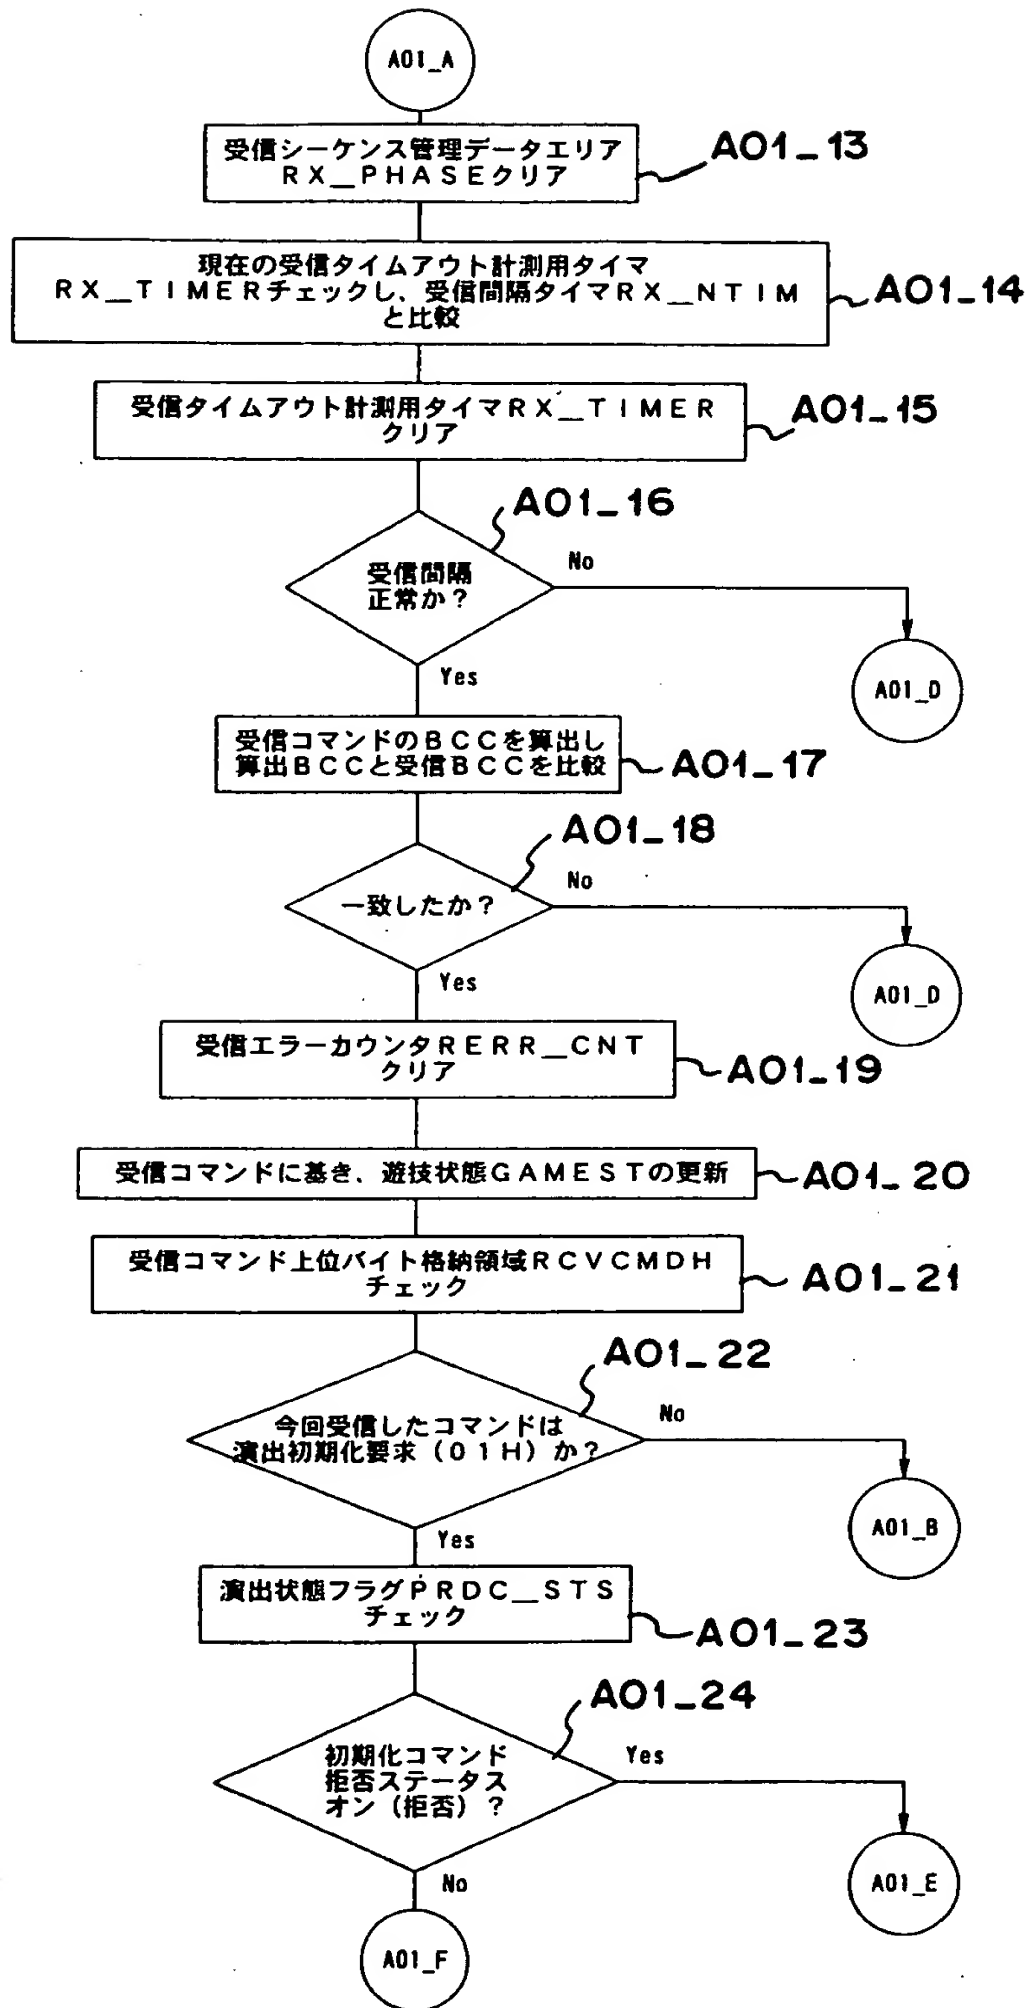 A01_A
受信シーケンス管理データエリア
RX_PHASEクリア
A01_13
現在の受信タイムアウト計測用タイマ
RX_TIMERチェックし、受信間隔タイマRX_NTIM
と比較
A01_14
受信タイムアウト計測用タイマRX_TIMER
クリア
A01_15
A01_16
受信間隔
正常か?
No
A01_D
Yes
受信コマンドのBCCを算出し
算出BCCと受信BCCを比較
A01_17
A01_18
一致したか?
No
A01_D
Yes
受信エラーカウンタRERR_CNT
クリア
A01_19
受信コマンドに基き、遊技状態GAMESTの更新
A01_20
受信コマンド上位バイト格納領域RCVCMDH
チェック
A01_21
A01_22
今回受信したコマンドは
演出初期化要求(01H)か?
No
A01_B
Yes
演出状態フラグPRDC_STS
チェック
A01_23
A01_24
初期化コマンド
拒否ステータス
オン(拒否)?
Yes
A01_E
No
A01_F